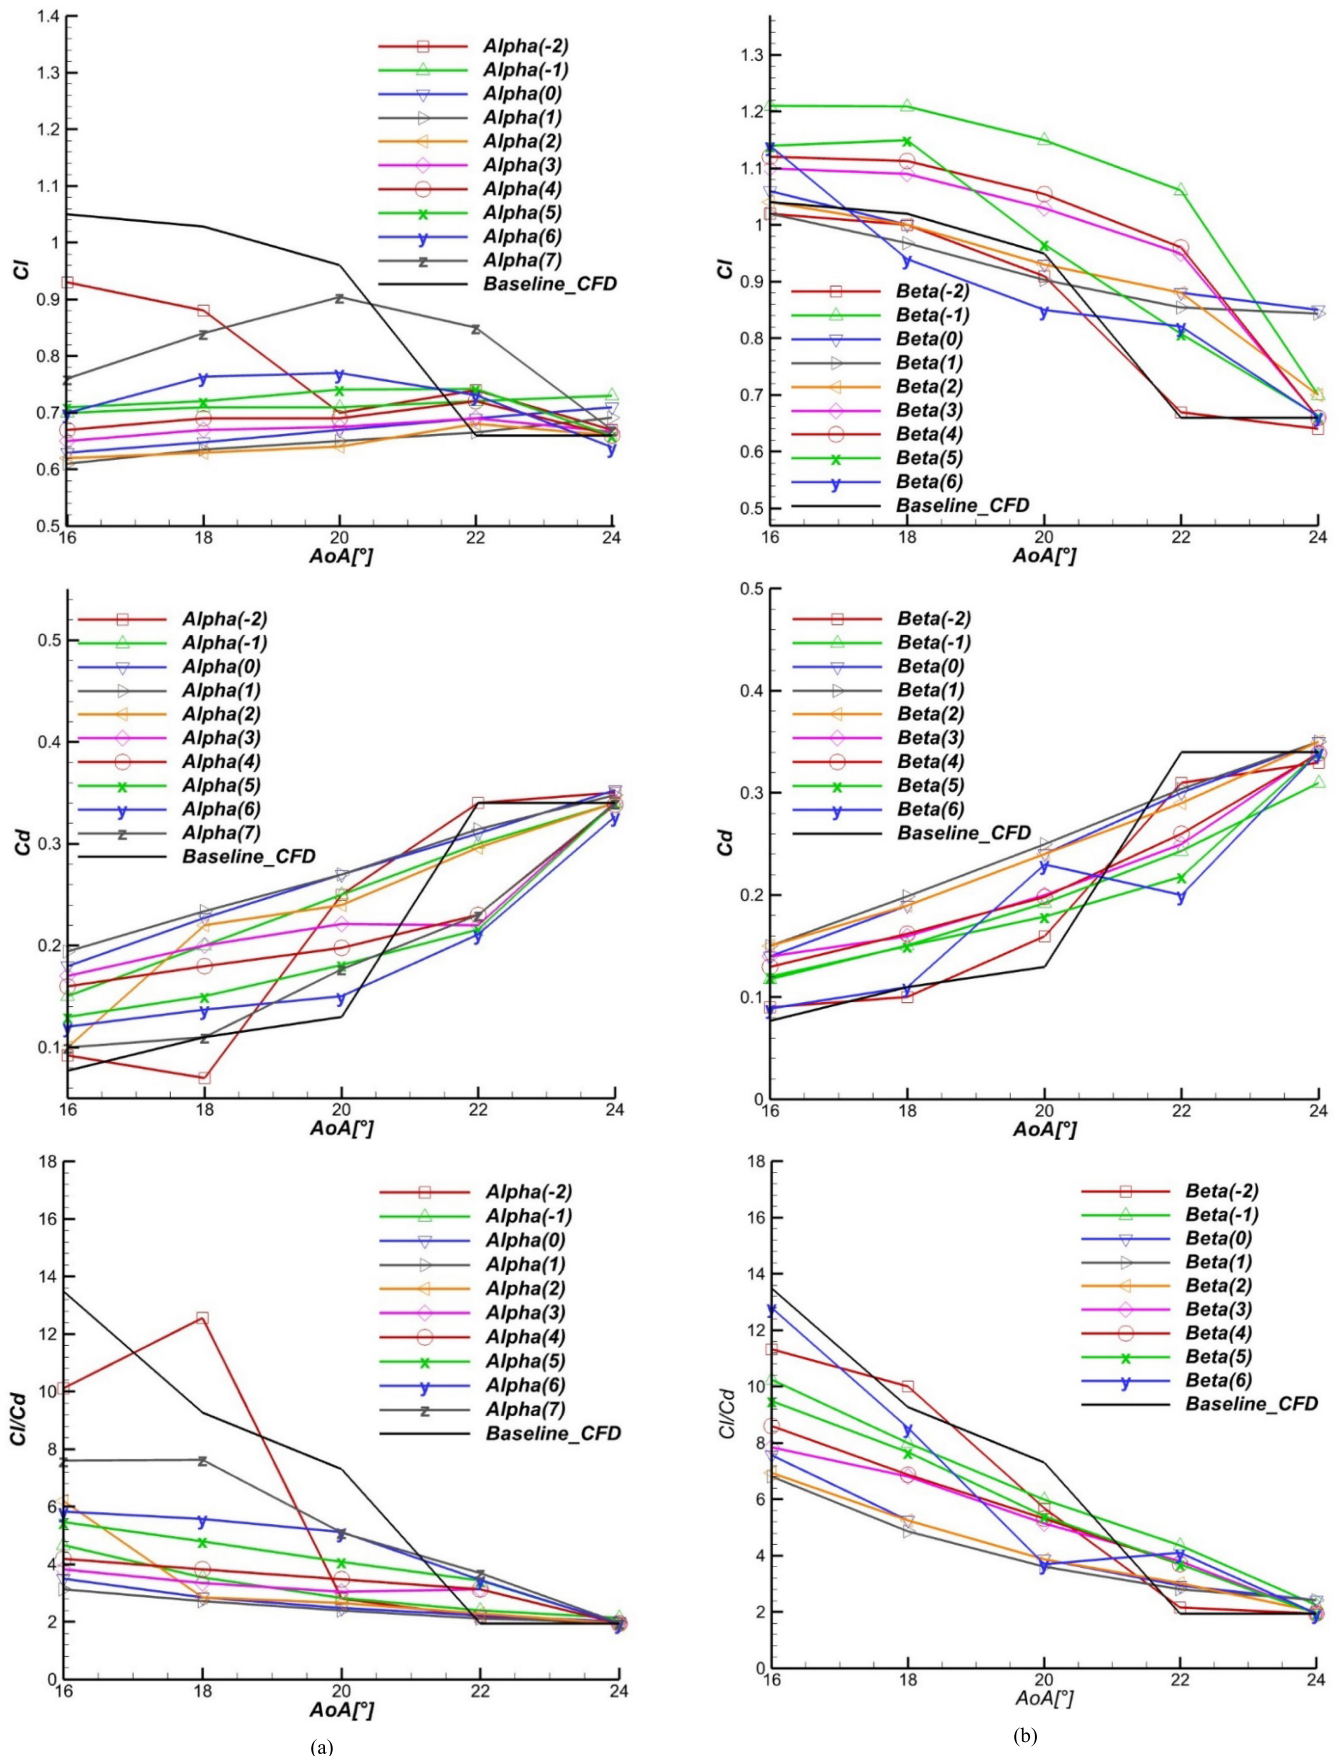 1.4
1.3
1.2
1.1
1
0.9
0.8
0.7
0.6
0.5
Cl
16 18 20 22 24
AoA[°]
Alpha(-2)
Alpha(-1)
Alpha(0)
Alpha(1)
Alpha(2)
Alpha(3)
Alpha(4)
Alpha(5)
Alpha(6)
Alpha(7)
Baseline_CFD
1.3
1.2
1.1
1
0.9
0.8
0.7
0.6
0.5
Cl
16 18 20 22 24
AoA[°]
Beta(-2)
Beta(-1)
Beta(0)
Beta(1)
Beta(2)
Beta(3)
Beta(4)
Beta(5)
Beta(6)
Baseline_CFD
0.5
0.4
0.3
0.2
0.1
Cd
16 18 20 22 24
AoA[°]
Alpha(-2)
Alpha(-1)
Alpha(0)
Alpha(1)
Alpha(2)
Alpha(3)
Alpha(4)
Alpha(5)
Alpha(6)
Alpha(7)
Baseline_CFD
0.5
0.4
0.3
0.2
0.1
0
Cd
16 18 20 22 24
AoA[°]
Beta(-2)
Beta(-1)
Beta(0)
Beta(1)
Beta(2)
Beta(3)
Beta(4)
Beta(5)
Beta(6)
Baseline_CFD
18
16
14
12
10
8
6
4
2
0
Cl/Cd
16 18 20 22 24
AoA[°]
Alpha(-2)
Alpha(-1)
Alpha(0)
Alpha(1)
Alpha(2)
Alpha(3)
Alpha(4)
Alpha(5)
Alpha(6)
Alpha(7)
Baseline_CFD
(a)
18
16
14
12
10
8
6
4
2
0
Cl/Cd
16 18 20 22 24
AoA[°]
Beta(-2)
Beta(-1)
Beta(0)
Beta(1)
Beta(2)
Beta(3)
Beta(4)
Beta(5)
Beta(6)
Baseline_CFD
(b)